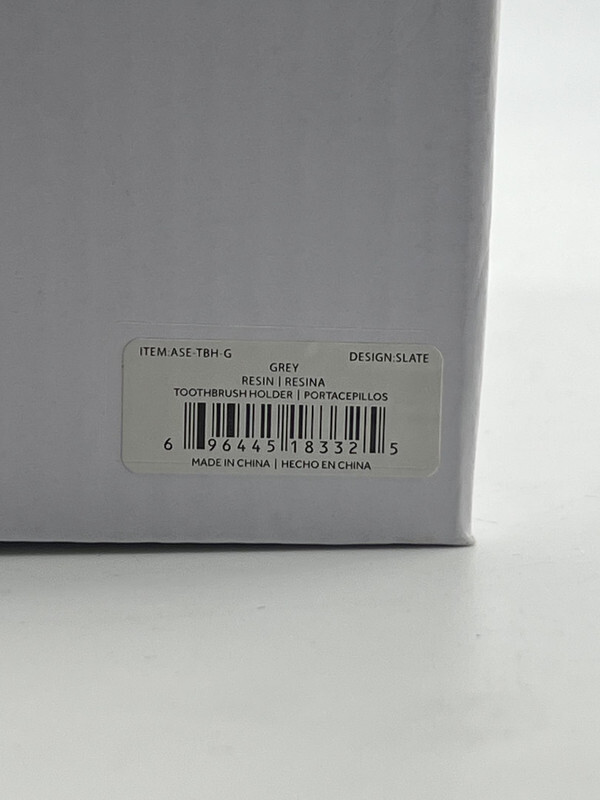 ITEM:ASE-TBH-G DESIGN:SLATE
GREY
RESIN | RESINA
TOOTHBRUSH HOLDER | PORTACEPILLOS
6 96445 18332 5
MADE IN CHINA | HECHO EN CHINA